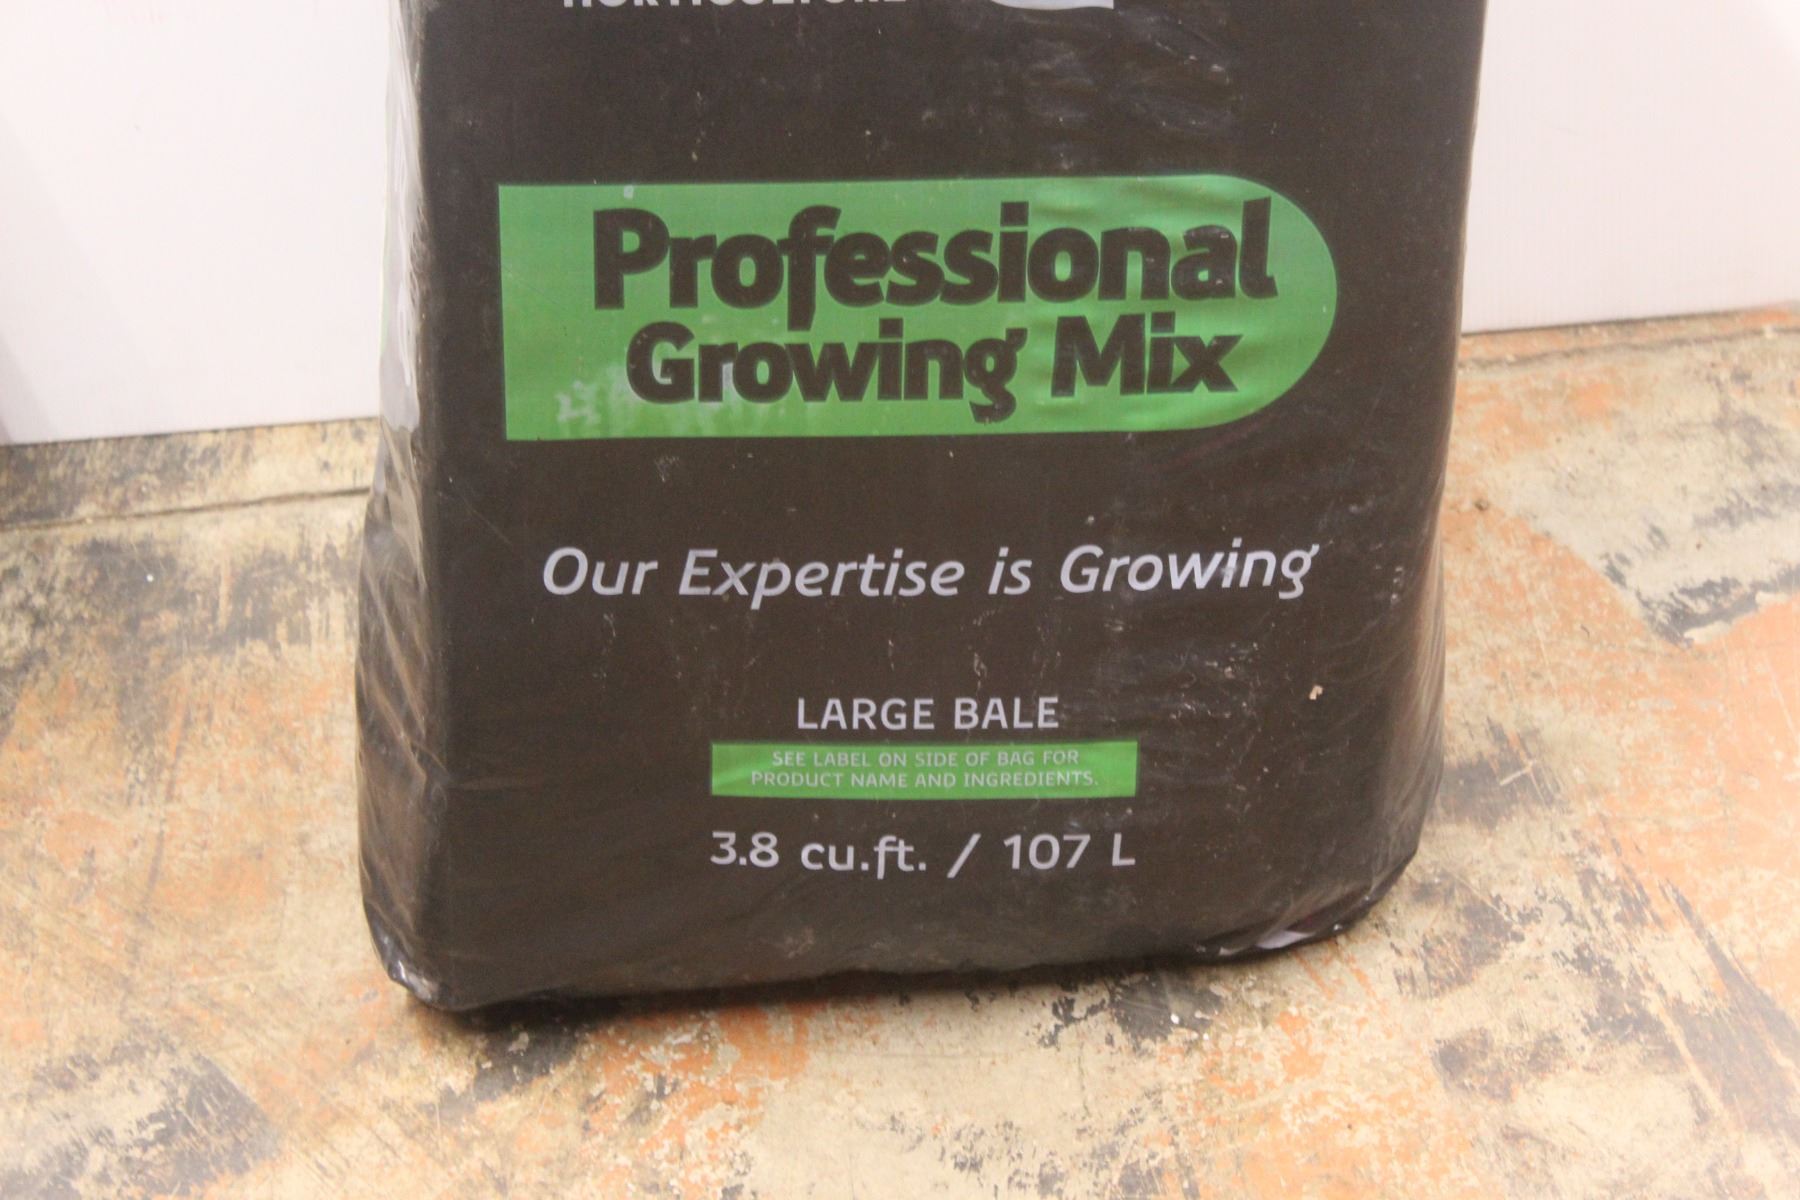 HORTICULTURE
Professional
Growing Mix
Our Expertise is Growing
LARGE BALE
SEE LABEL ON SIDE OF BAG FOR
PRODUCT NAME AND INGREDIENTS.
3.8 cu.ft. / 107 L